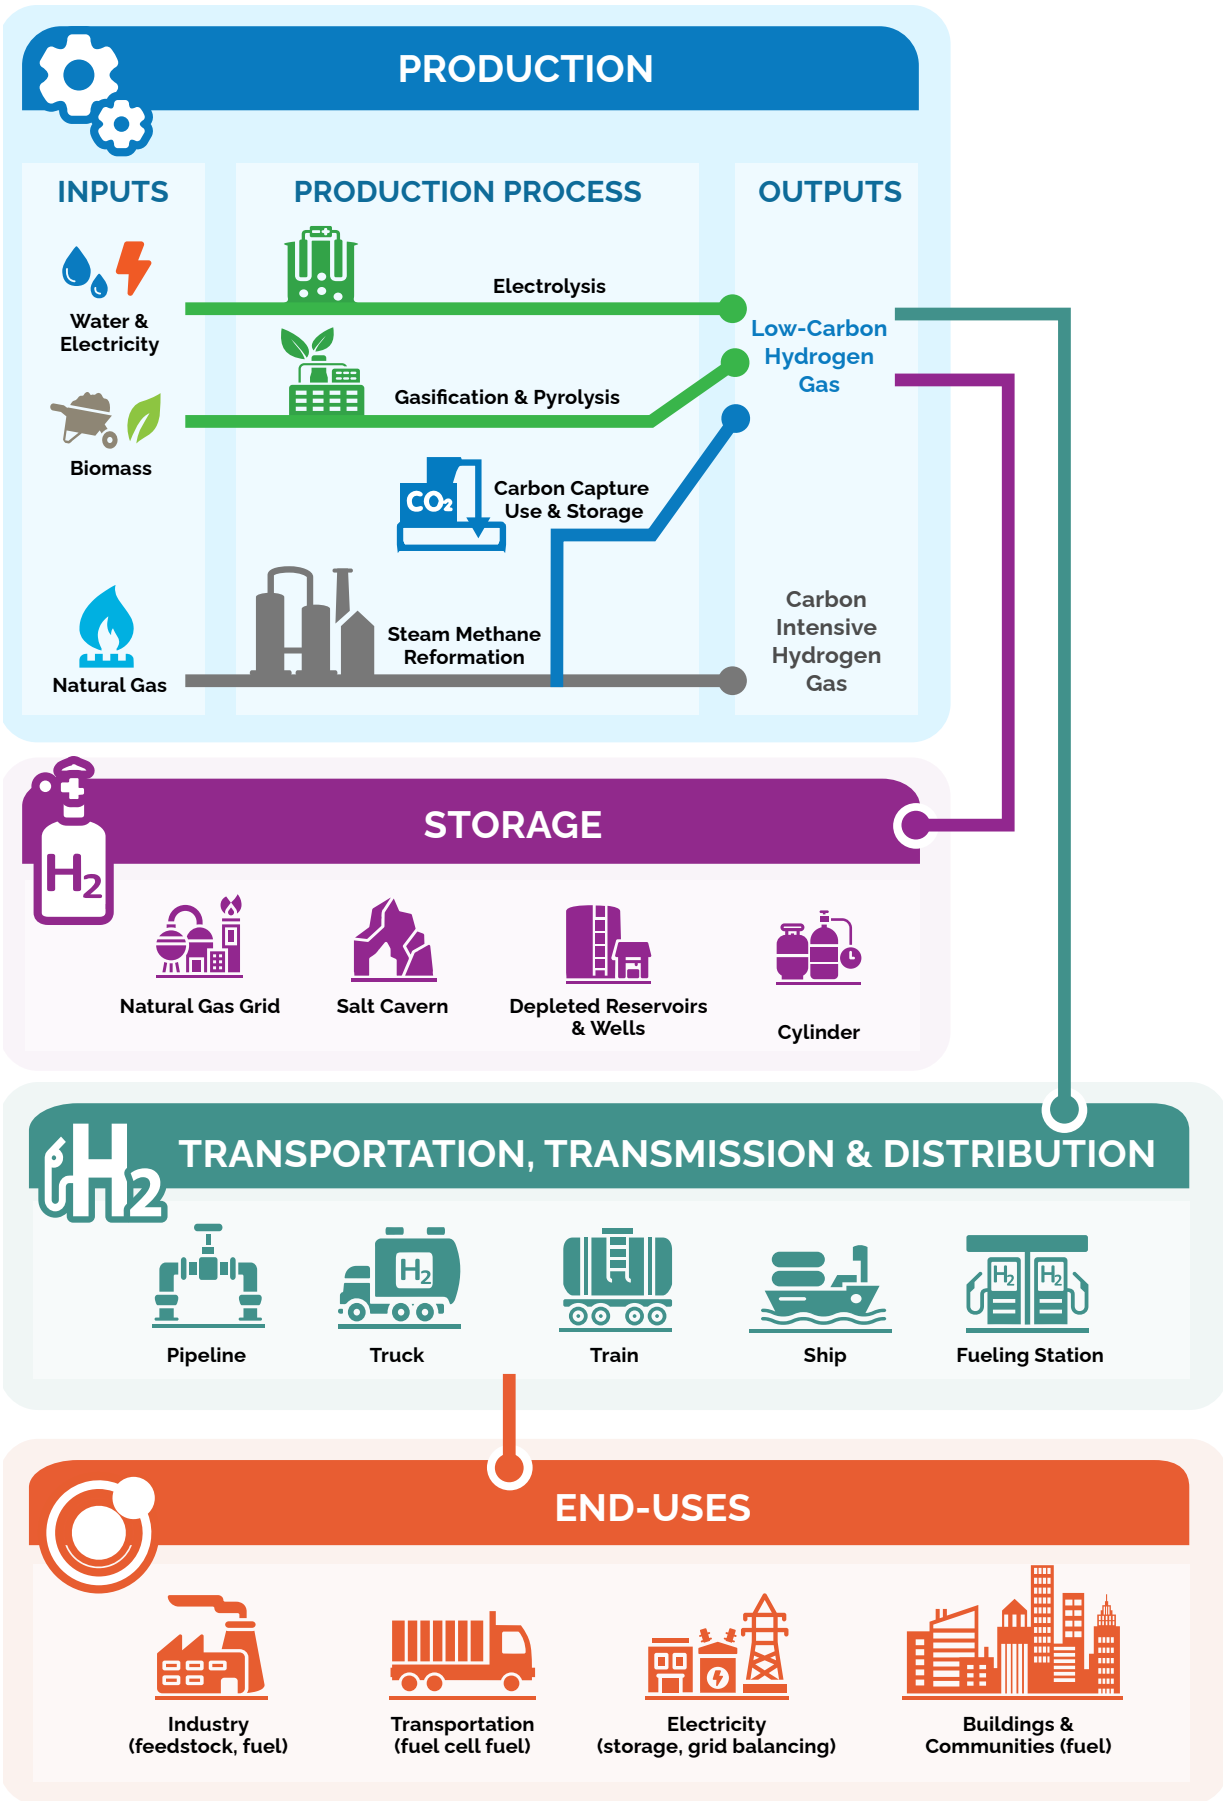 PRODUCTION
INPUTS
PRODUCTION PROCESS
OUTPUTS
Electrolysis
Water &
Electricity
Low-Carbon
Hydrogen
Gas
Gasification & Pyrolysis
Biomass
CO₂
Carbon Capture
Use & Storage
Carbon
Intensive
Hydrogen
Gas
Steam Methane
Reformation
Natural Gas
H₂
STORAGE
Natural Gas Grid
Salt Cavern
Depleted Reservoirs
& Wells
Cylinder
H₂
TRANSPORTATION, TRANSMISSION & DISTRIBUTION
H₂
H₂
H₂
Pipeline
Truck
Train
Ship
Fueling Station
END-USES
Industry
(feedstock, fuel)
Transportation
(fuel cell fuel)
Electricity
(storage, grid balancing)
Buildings &
Communities (fuel)